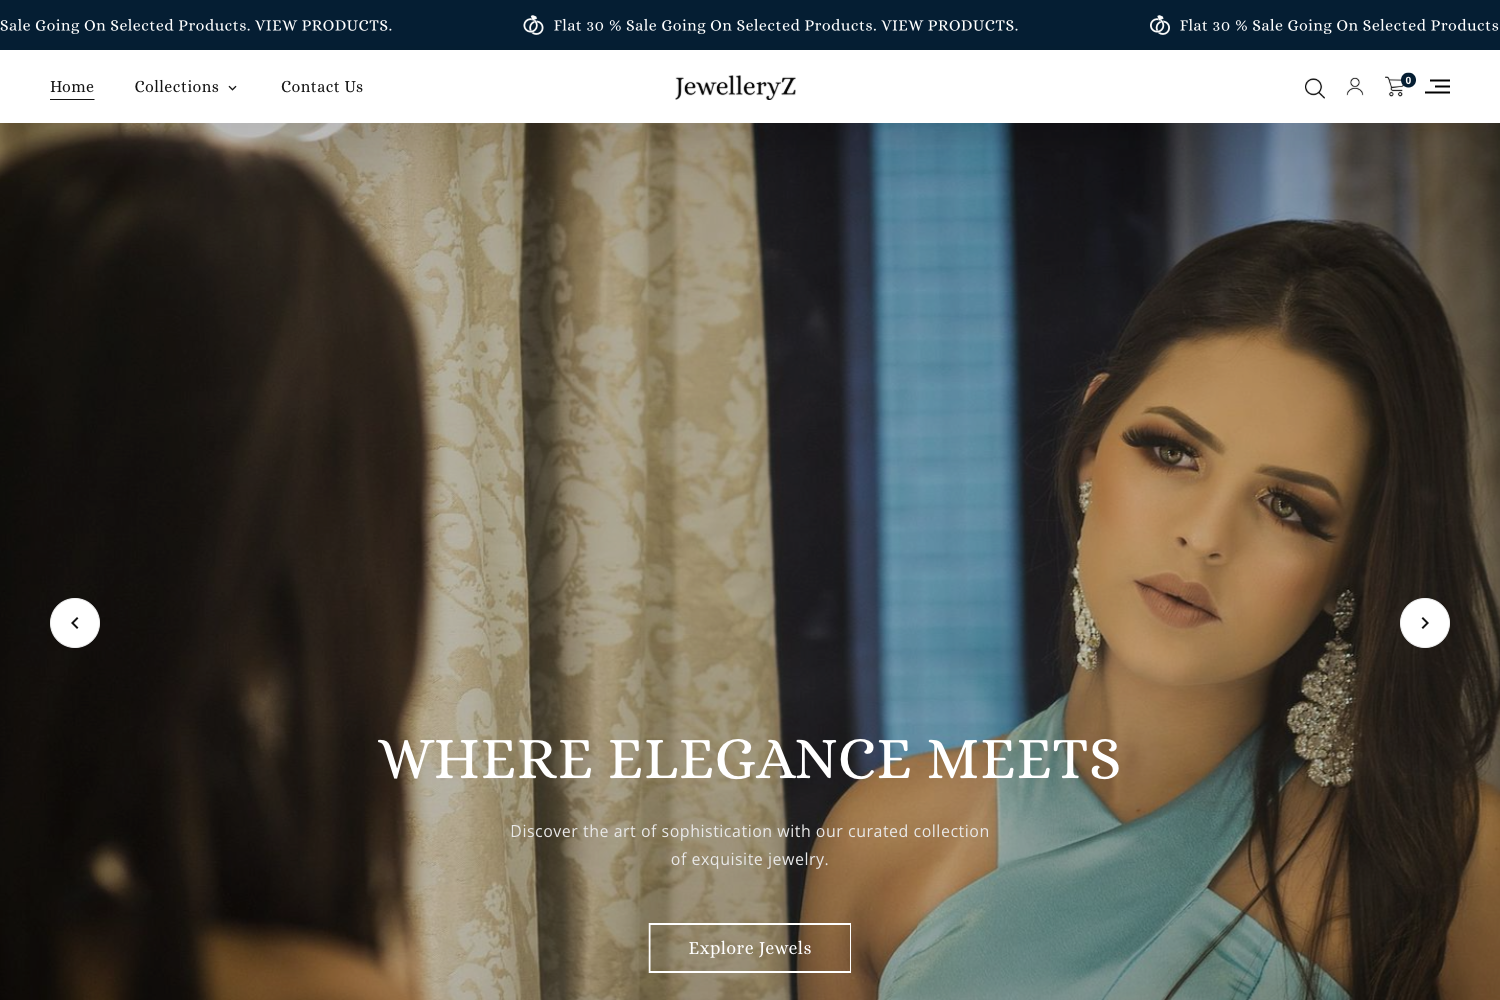 Sale Going On Selected Products. VIEW PRODUCTS. Flat 30 % Sale Going On Selected Products. VIEW PRODUCTS. Flat 30 % Sale Going On Selected Products
Home Collections Contact Us JewelleryZ 0
WHERE ELEGANCE MEETS
Discover the art of sophistication with our curated collection
of exquisite jewelry.
Explore Jewels